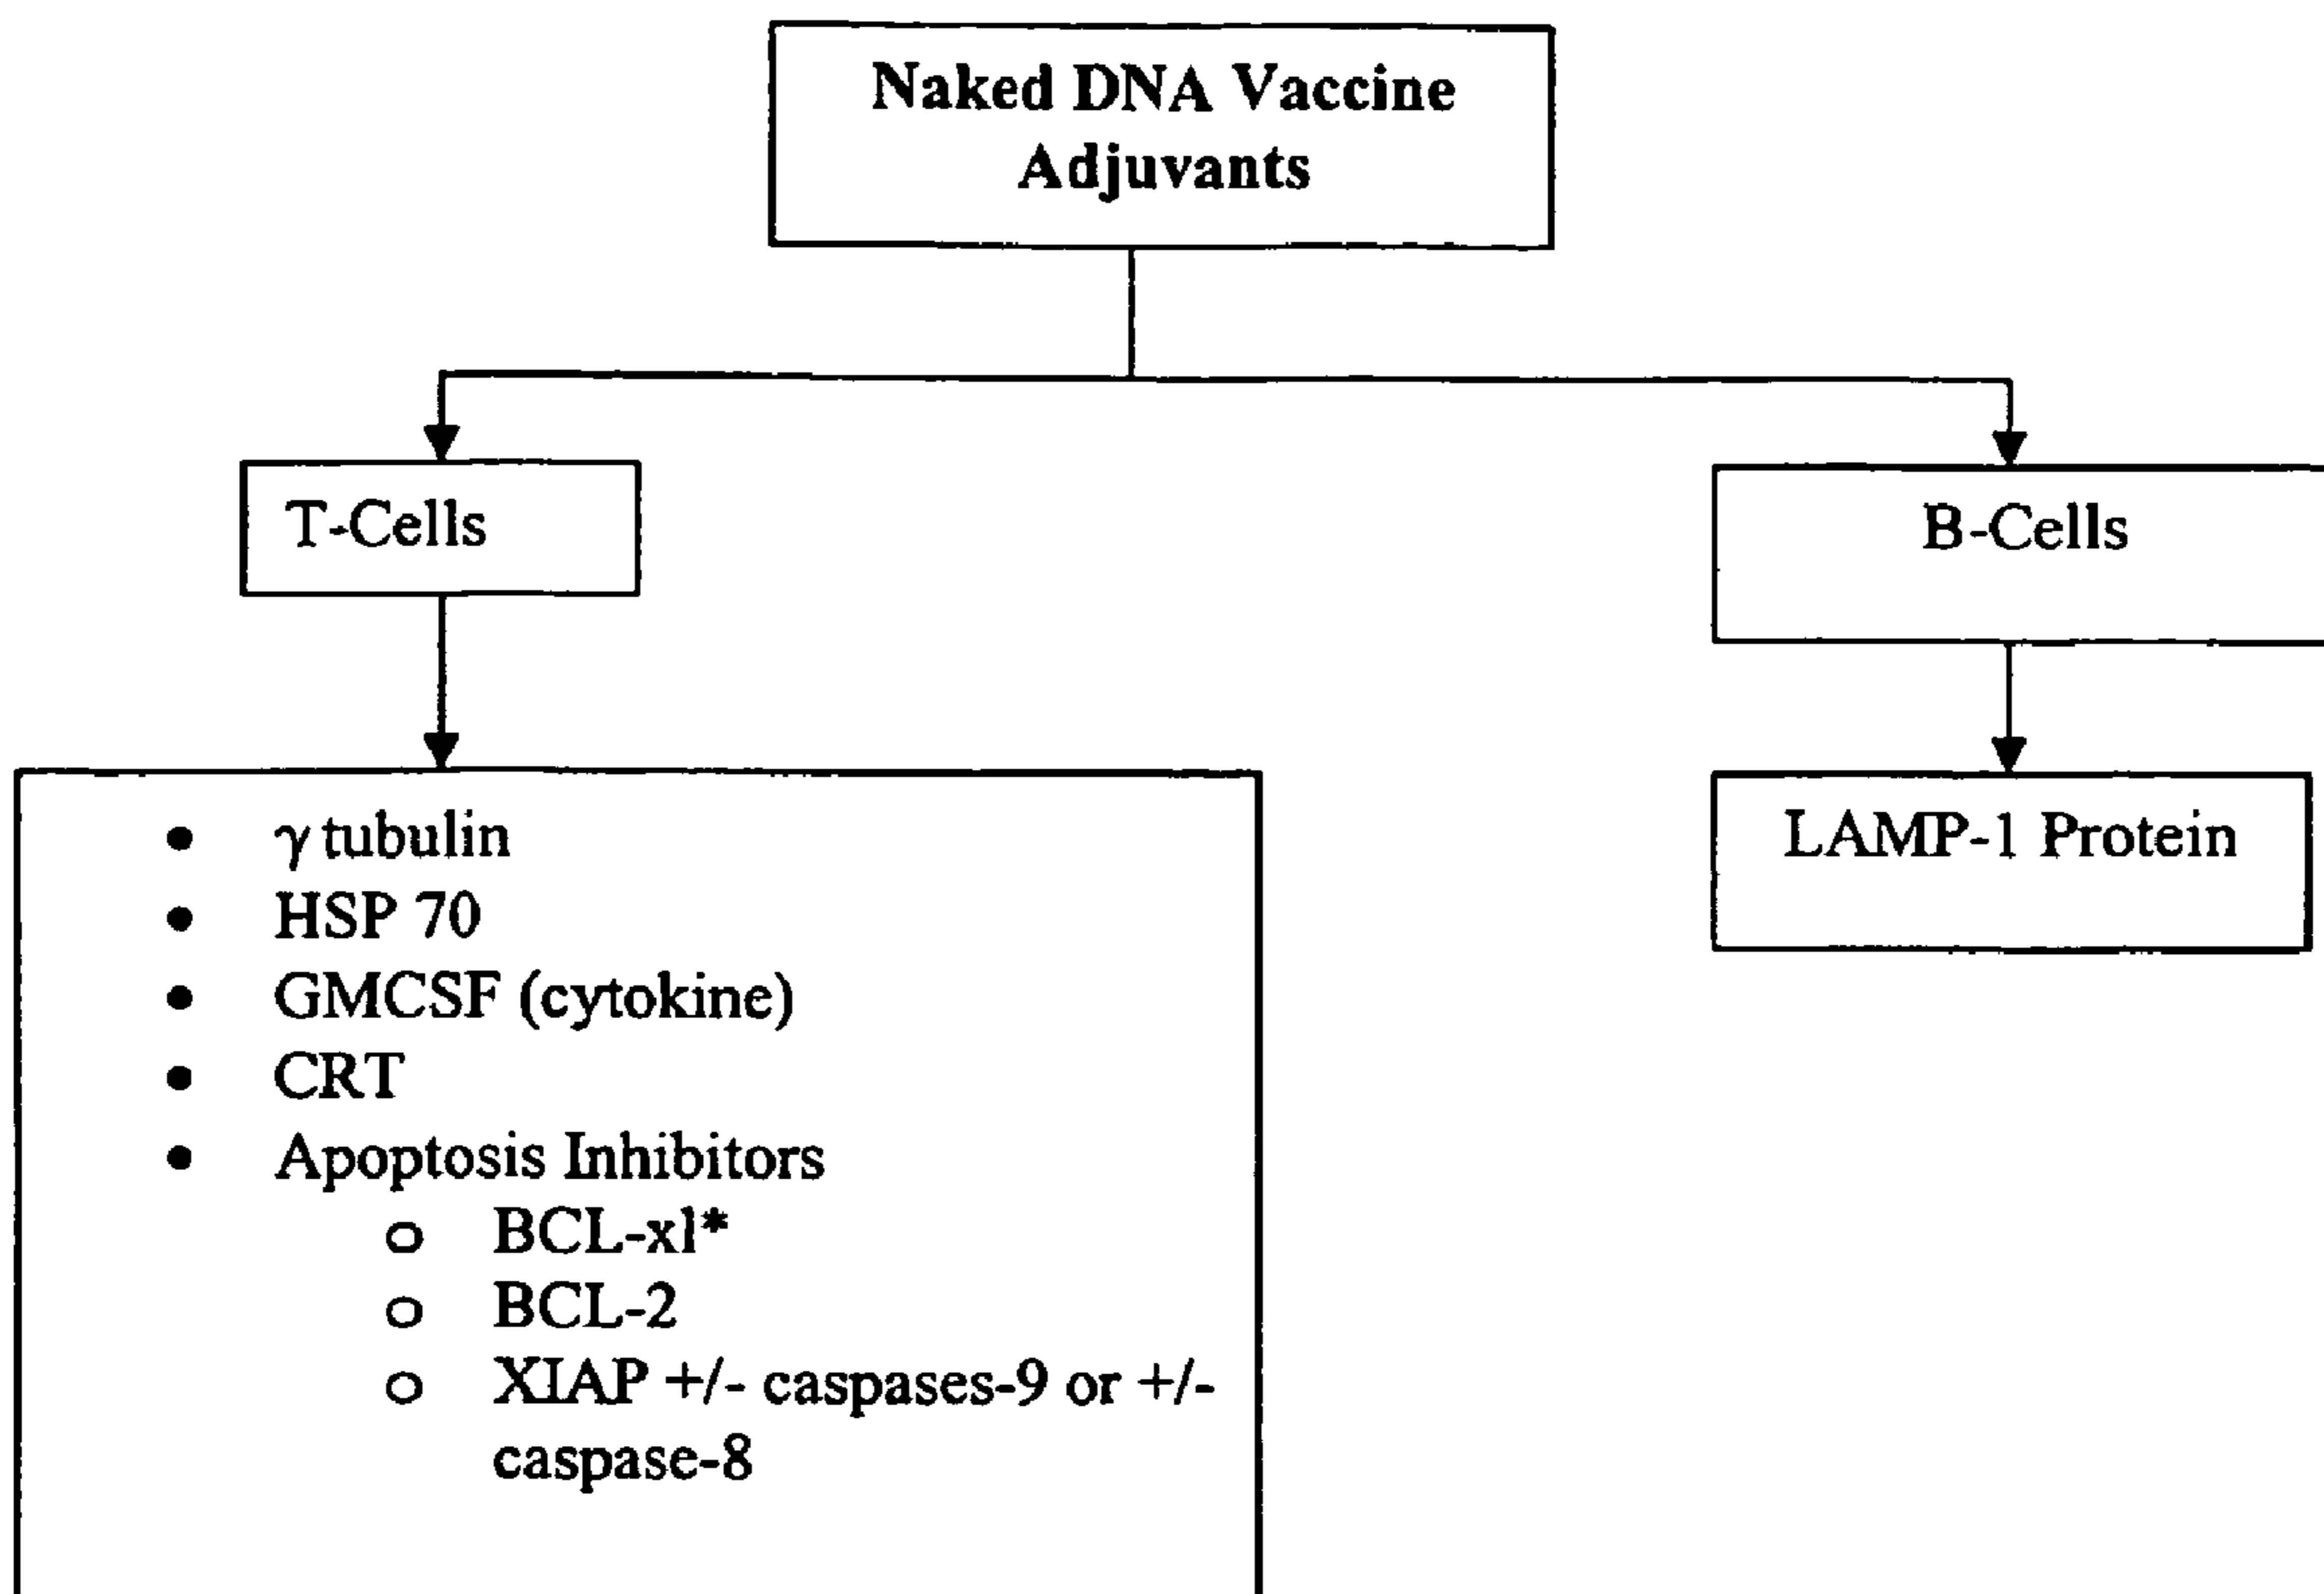 Naked DNA Vaccine
Adjuvants
T-Cells
B-Cells
γ tubulin
HSP 70
GMCSF (cytokine)
CRT
Apoptosis Inhibitors
BCL-xl*
BCL-2
XIAP +/- caspases-9 or +/-
caspase-8
LAMP-1 Protein